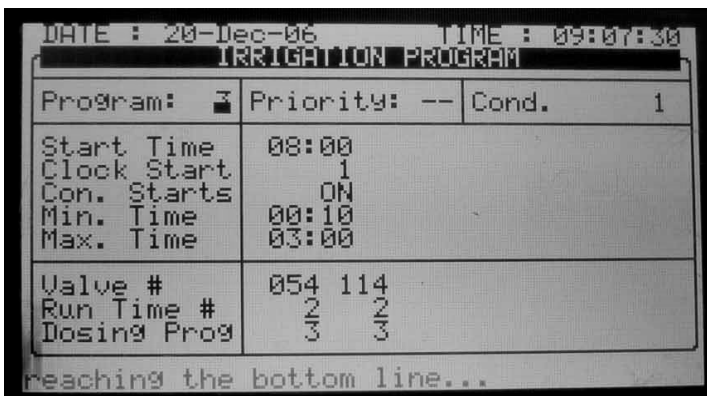 DATE : 20-Dec-06 TIME : 09:07:30
IRRIGATION PROGRAM
Program: 3 Priority: -- Cond. 1
Start Time 08:00
Clock Start 1
Con. Starts ON
Min. Time 00:10
Max. Time 03:00
Valve # 054 114
Run Time # 2 2
Dosing Prog 3 3
reaching the bottom line...